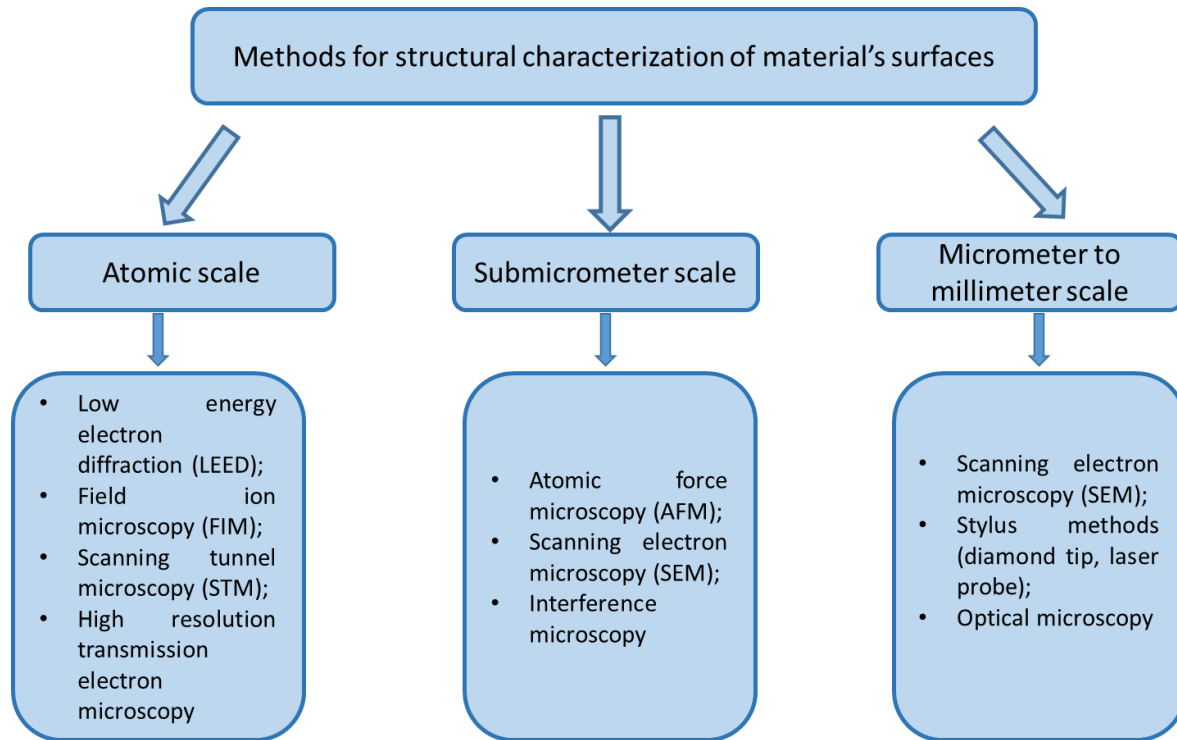 Methods for structural characterization of material's surfaces
Atomic scale
Submicrometer scale
Micrometer to
millimeter scale
• Low energy
electron
diffraction (LEED);
• Field ion
microscopy (FIM);
• Scanning tunnel
microscopy (STM);
• High resolution
transmission
electron
microscopy
• Atomic force
microscopy (AFM);
• Scanning electron
microscopy (SEM);
• Interference
microscopy
• Scanning electron
microscopy (SEM);
• Stylus methods
(diamond tip, laser
probe);
• Optical microscopy